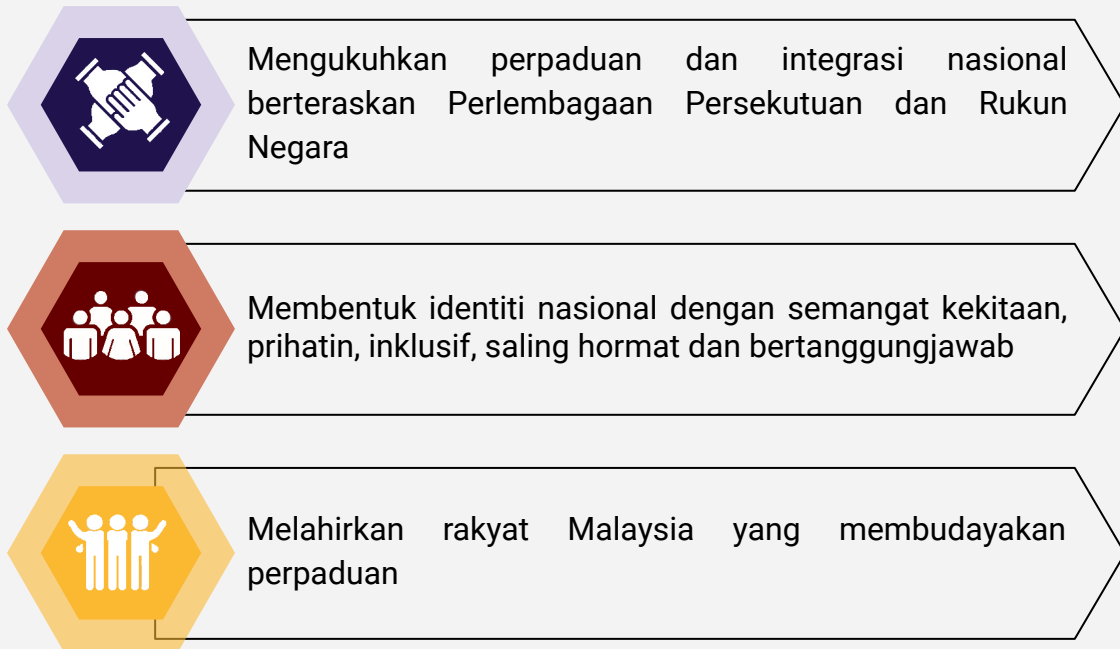 Mengukuhkan perpaduan dan integrasi nasional
berteraskan Perlembagaan Persekutuan dan Rukun
Negara
Membentuk identiti nasional dengan semangat kekitaan,
prihatin, inklusif, saling hormat dan bertanggungjawab
Melahirkan rakyat Malaysia yang membudayakan
perpaduan